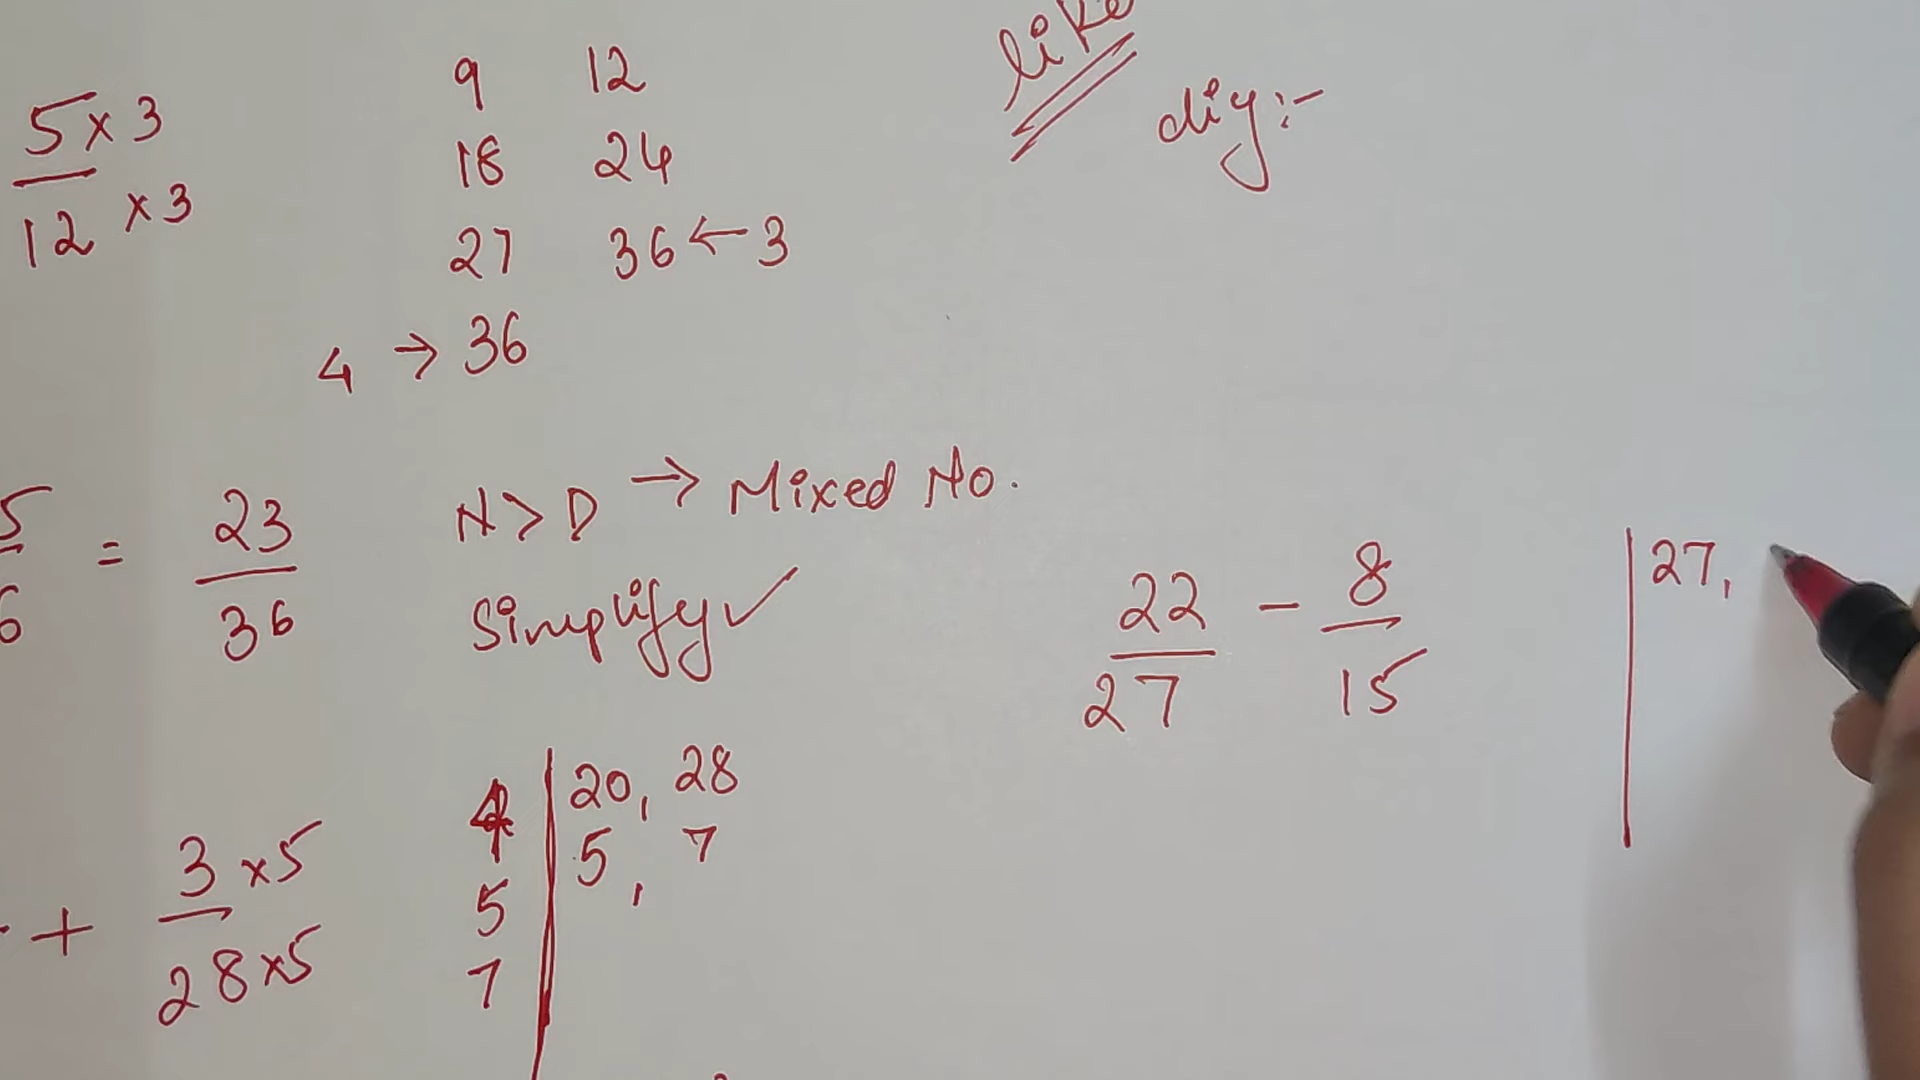 like
diy:-
5 × 3
12 × 3
9 12
18 24
27 36 ← 3
4 → 36
5
6
= 23
36
N > D → Mixed No.
Simplify ✓
+ 3 × 5
28 × 5
4 | 20, 28
5 | 5, 7
7
22 - 8
27 15
27,